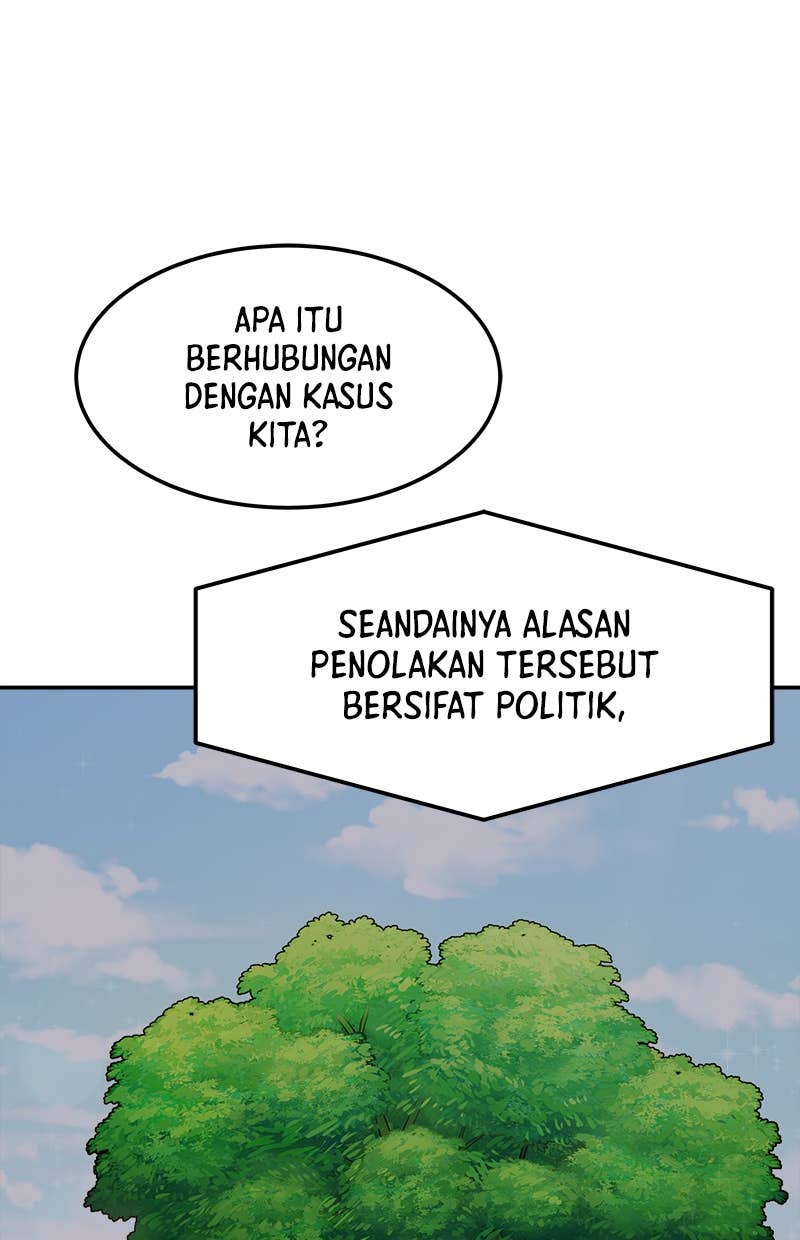 APA ITU
BERHUBUNGAN
DENGAN KASUS
KITA?
SEANDAINYA ALASAN
PENOLAKAN TERSEBUT
BERSIFAT POLITIK,